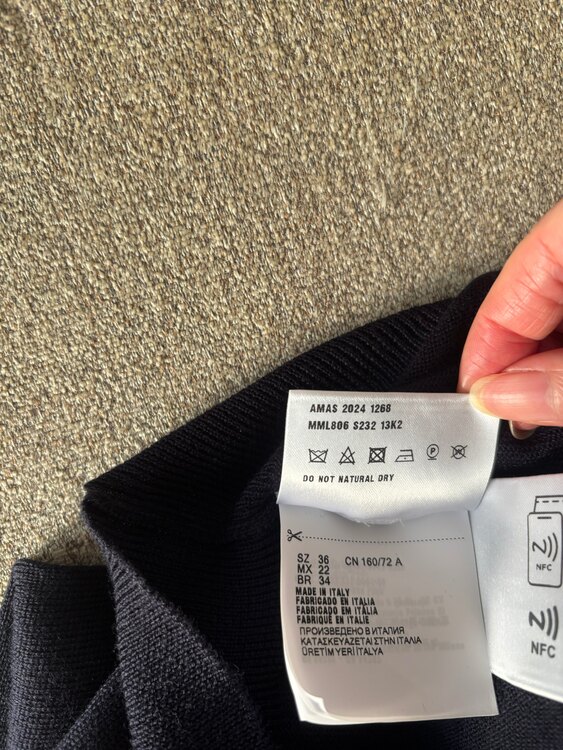 AMAS 2024 1268
MML806 S232 13K2
P
DO NOT NATURAL DRY
SZ 36 CN 160/72 A
MX 22
BR 34
MADE IN ITALY
FABRICADO EN ITALIA
FABRICADO EM ITÁLIA
FABRIQUÉ EN ITALIE
ПРОИЗВЕДЕНО В ИТАЛИИ
ΚΑΤΑΣΚΕΥΑΖΕΤΑΙ ΣΤΗΝ ΙΤΑΛΙΑ
ÜRETİM YERİ İTALYA
NFC
NFC